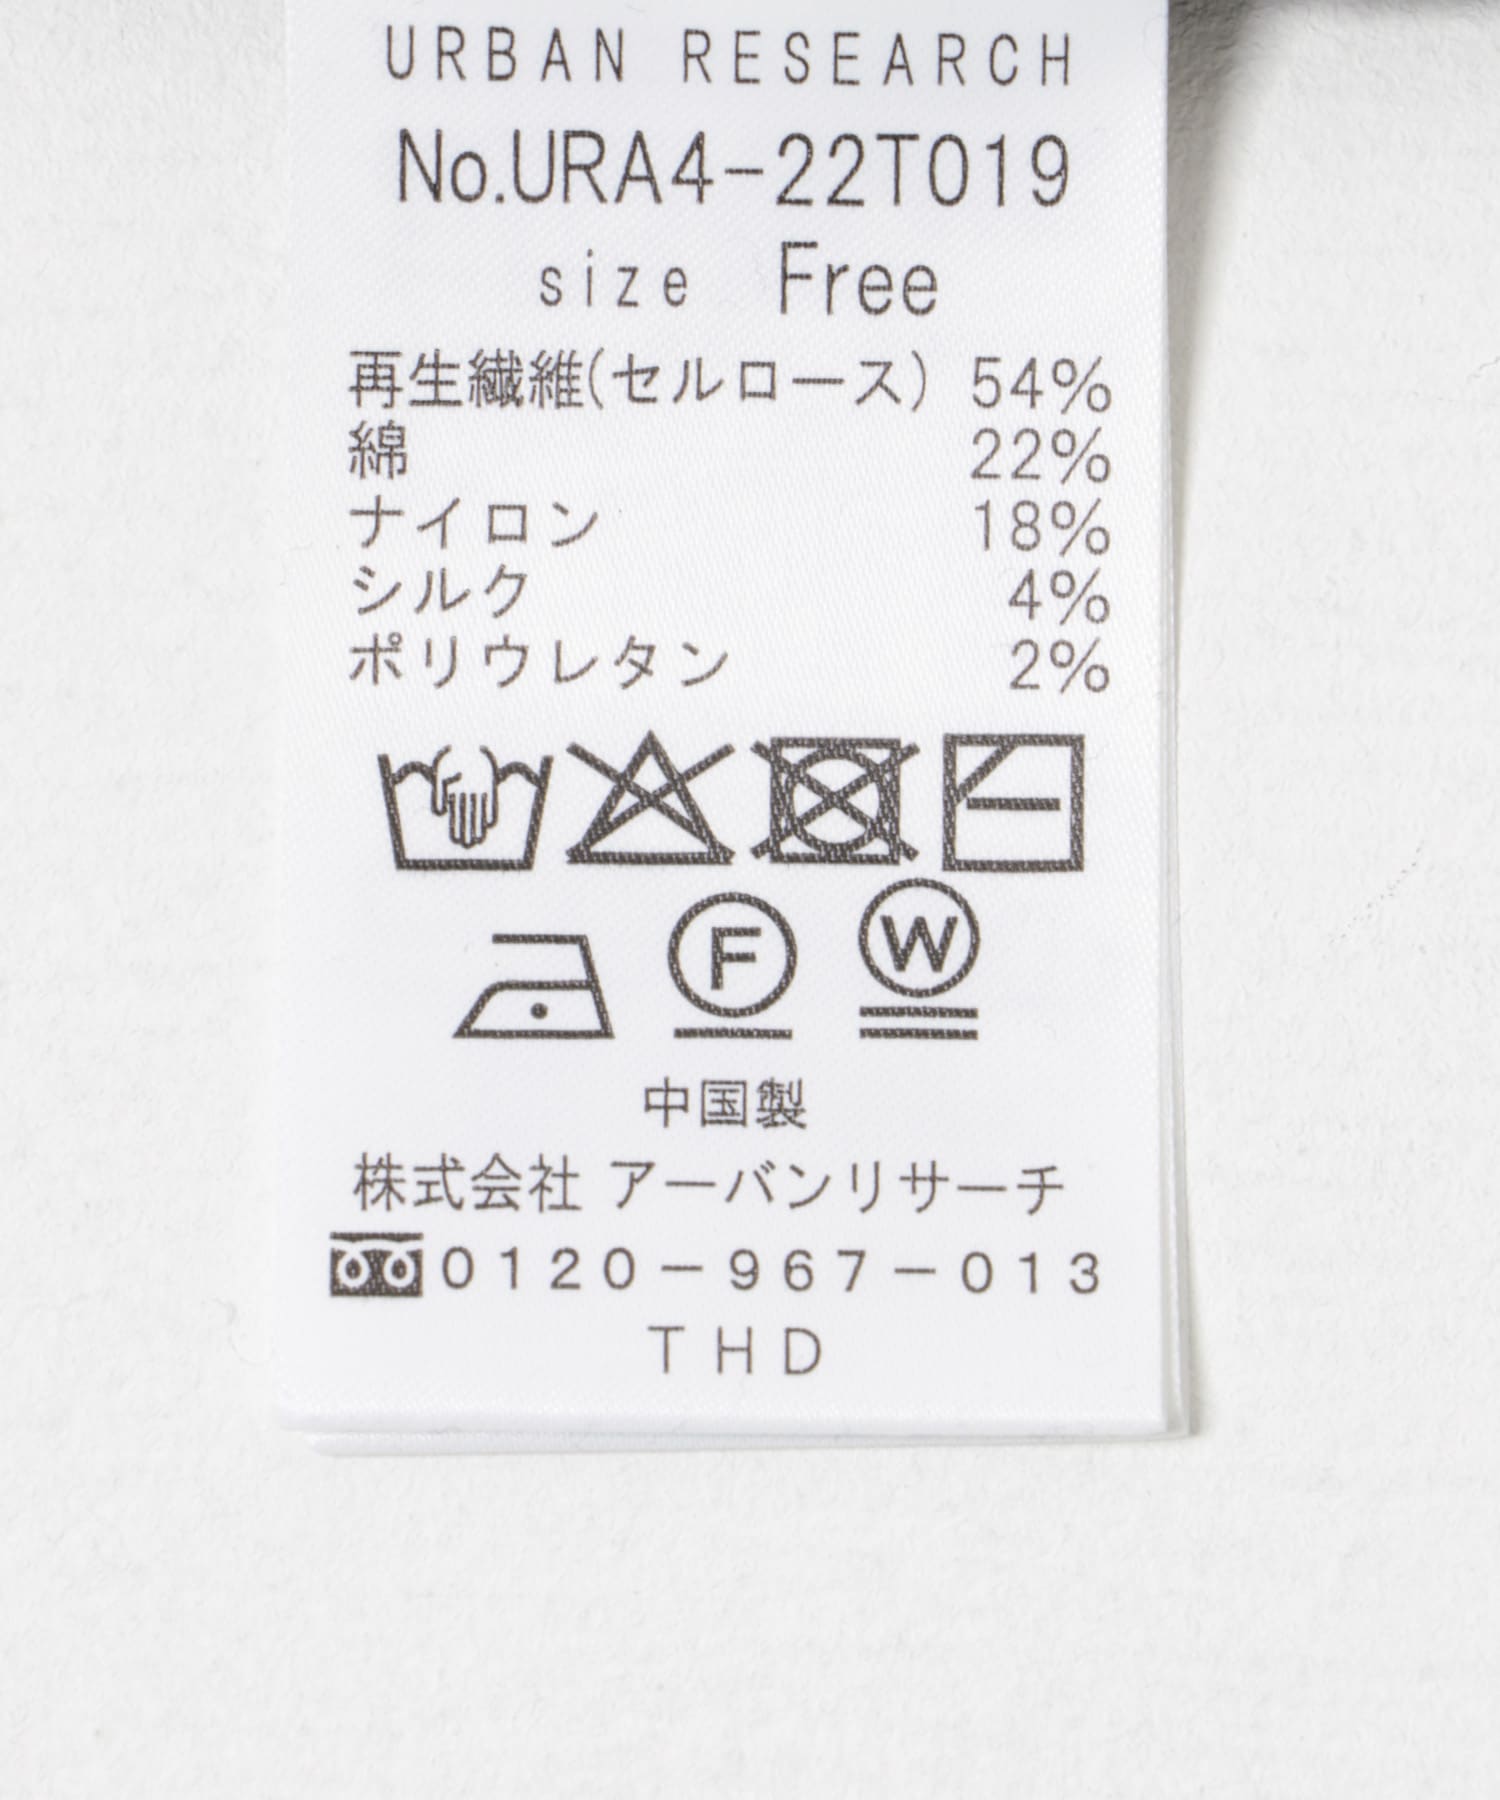 URBAN RESEARCH
No.URA4-22T019
size Free
再生繊維(セルロース) 54%
綿 22%
ナイロン 18%
シルク 4%
ポリウレタン 2%
F W
中国製
株式会社 アーバンリサーチ
0120-967-013
THD